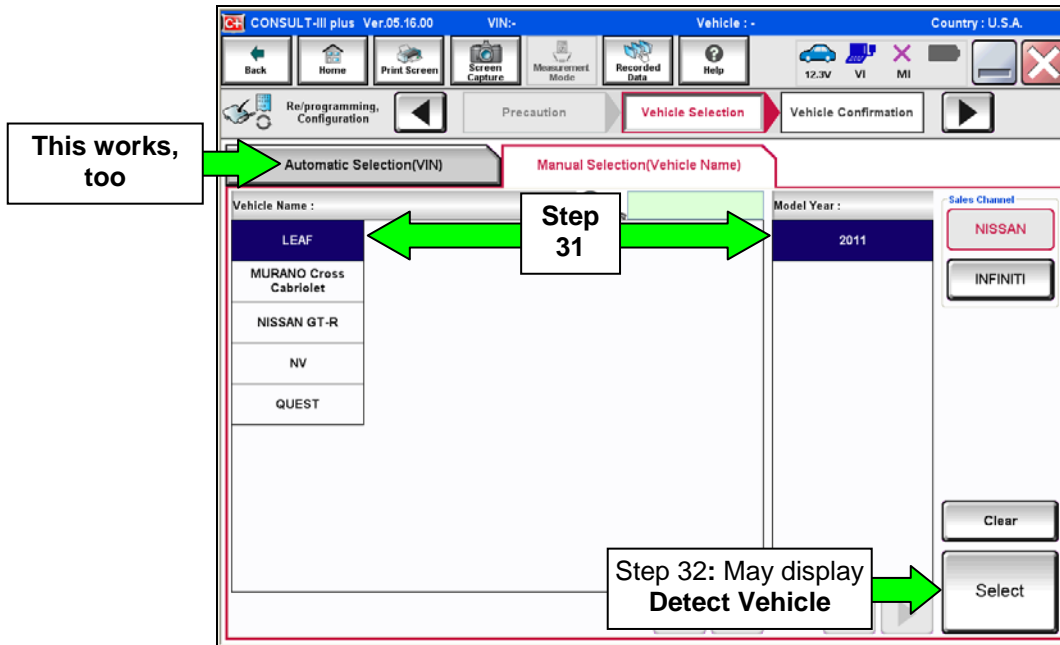 CONSULT-III plus Ver.05.16.00 VIN:- Vehicle : - Country : U.S.A.
Back
Home
Print Screen
Screen
Capture
Measurement
Mode
Recorded
Data
Help
12.3V
VI
MI
Re/programming,
Configuration
Precaution
Vehicle Selection
Vehicle Confirmation
This works,
too
Automatic Selection(VIN)
Manual Selection(Vehicle Name)
Vehicle Name :
Step
31
Model Year :
Sales Channel
NISSAN
INFINITI
LEAF
2011
MURANO Cross
Cabriolet
NISSAN GT-R
NV
QUEST
Clear
Step 32: May display
Detect Vehicle
Select